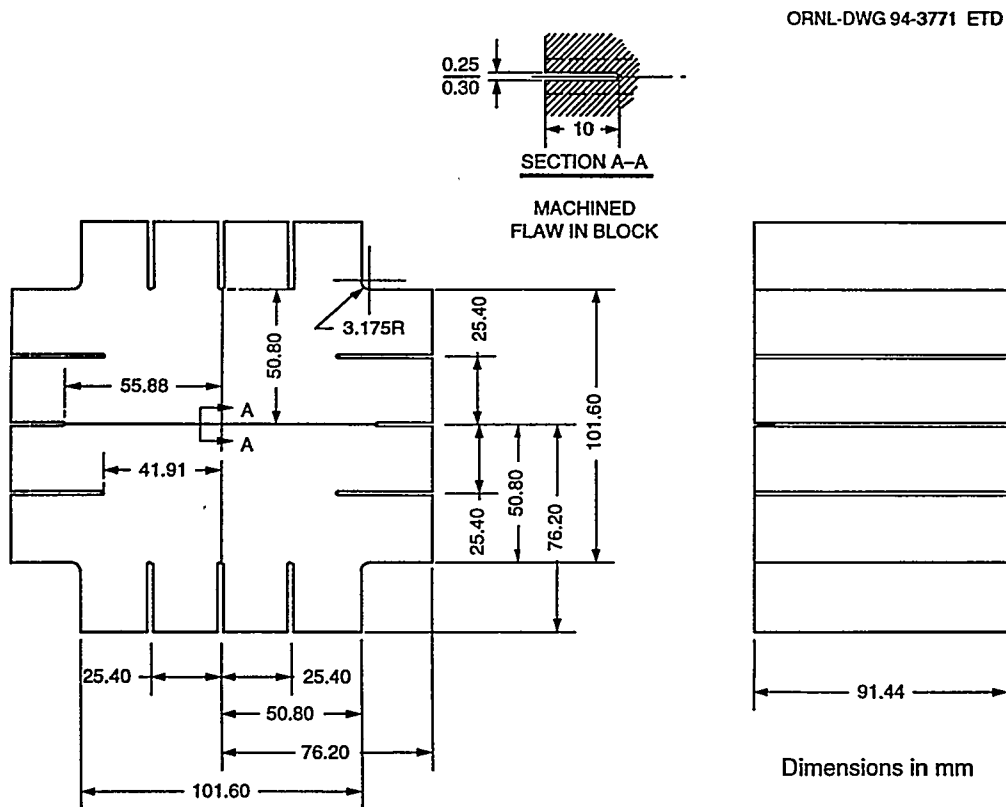 ORNL-DWG 94-3771 ETD
0.25
0.30
10
SECTION A–A
MACHINED
FLAW IN BLOCK
3.175R
50.80
25.40
55.88
A
A
101.60
41.91
50.80
76.20
25.40
25.40
25.40
50.80
76.20
101.60
91.44
Dimensions in mm